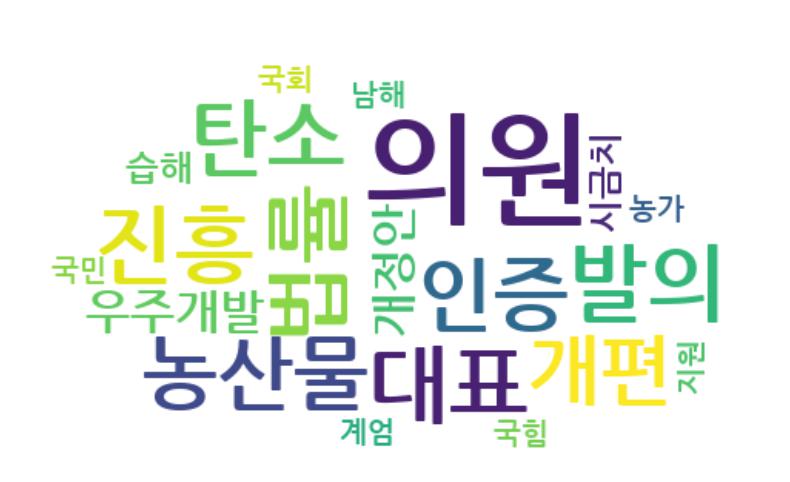 국회
남해
탄소
의원
시금치
습해
농가
진흥
법률
개정안
국민
인증
발의
우주개발
농산물
대표
개편
지원
계엄
국힘